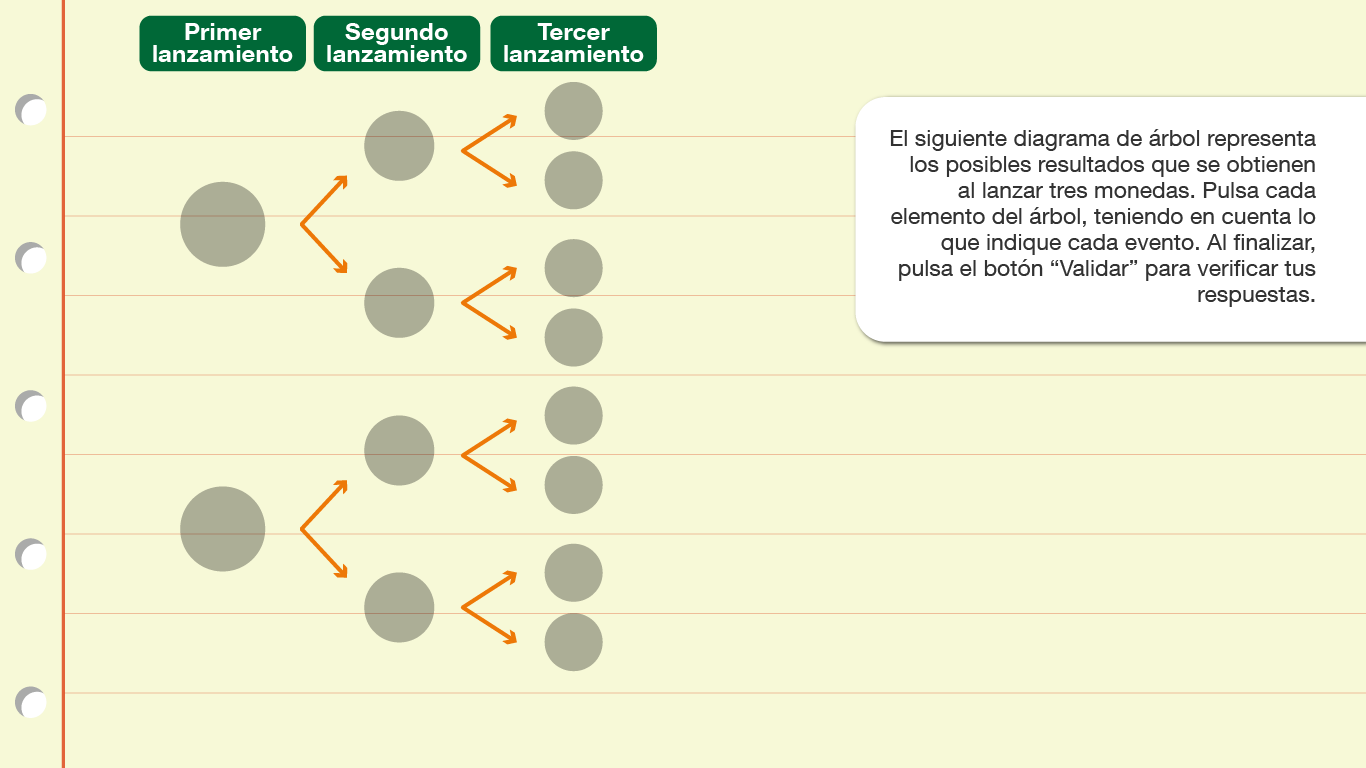 Primer
lanzamiento
Segundo
lanzamiento
Tercer
lanzamiento
El siguiente diagrama de árbol representa
los posibles resultados que se obtienen
al lanzar tres monedas. Pulsa cada
elemento del árbol, teniendo en cuenta lo
que indique cada evento. Al finalizar,
pulsa el botón “Validar” para verificar tus
respuestas.